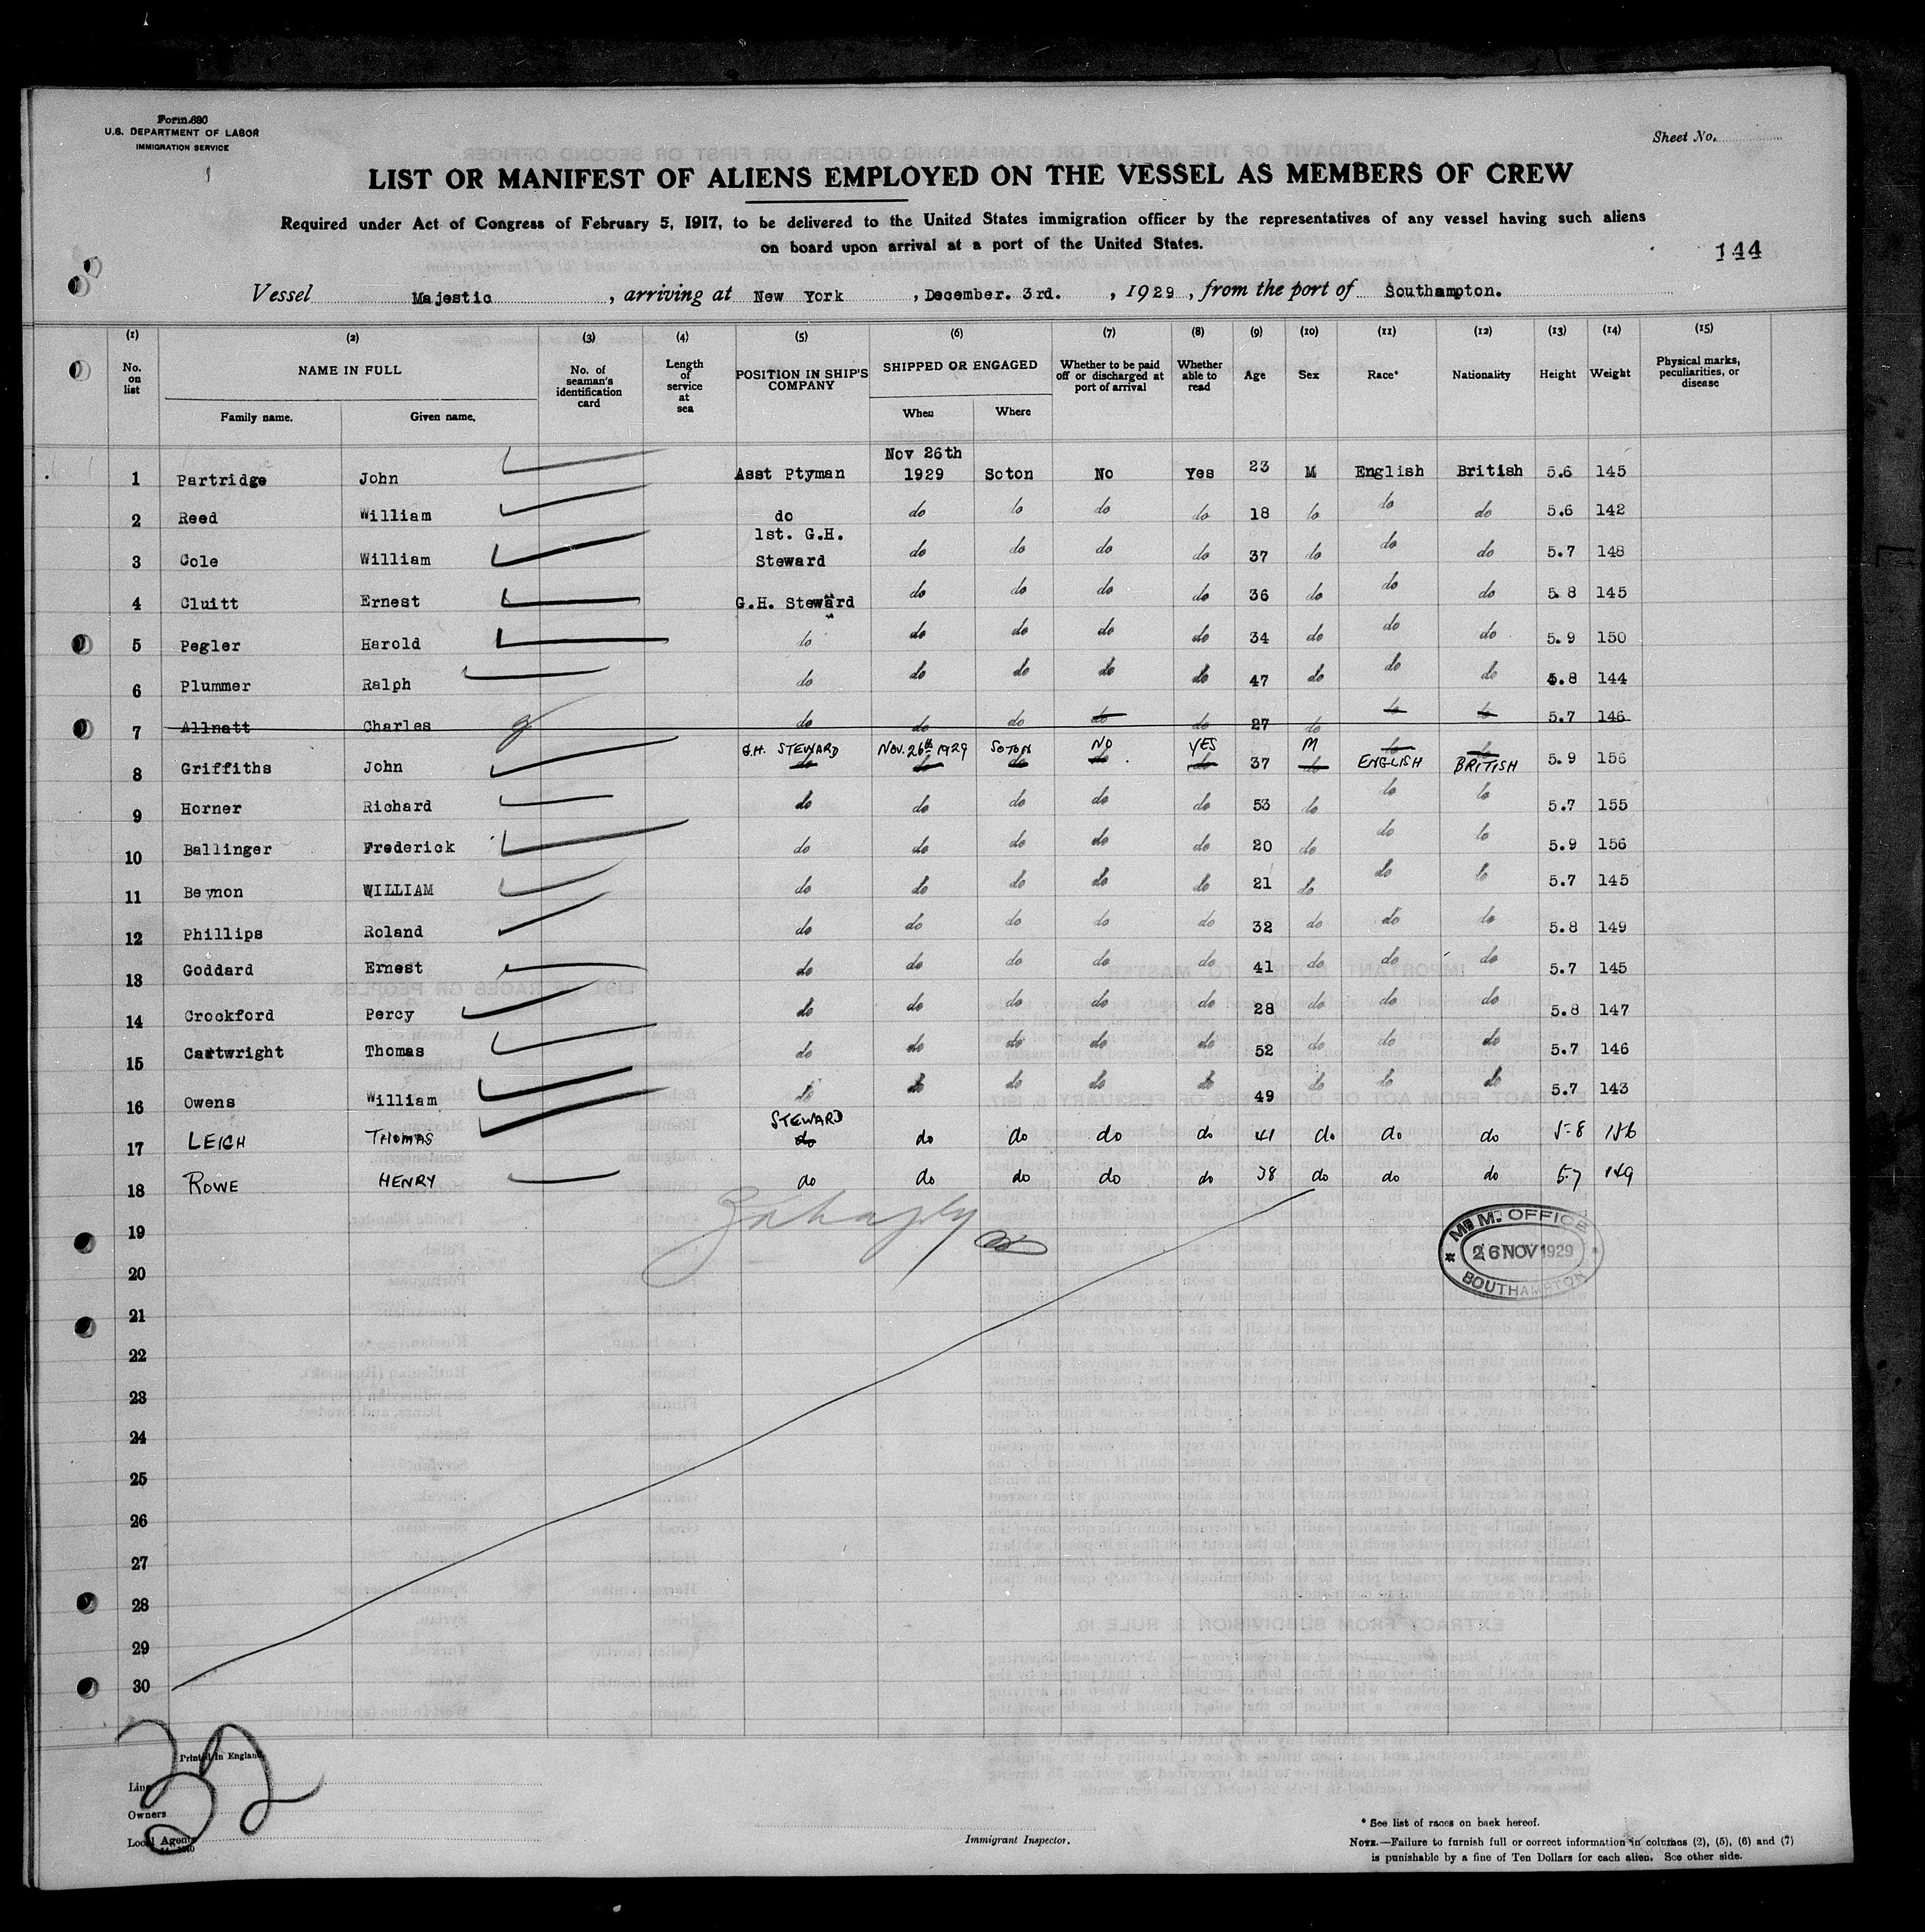 Form 680
U.S. DEPARTMENT OF LABOR
IMMIGRATION SERVICE
Sheet No.
LIST OR MANIFEST OF ALIENS EMPLOYED ON THE VESSEL AS MEMBERS OF CREW
Required under Act of Congress of February 5, 1917, to be delivered to the United States immigration officer by the representatives of any vessel having such aliens
on board upon arrival at a port of the United States.
144
Vessel Majestic , arriving at New York , December. 3rd. , 1929 , from the port of Southampton.
(1) (2) (3) (4) (5) (6) (7) (8) (9) (10) (11) (12) (13) (14) (15)
No. on list NAME IN FULL Family name. Given name. No. of seaman's identification card Length of service at sea POSITION IN SHIP'S COMPANY SHIPPED OR ENGAGED When Where Whether to be paid off or discharged at port of arrival Whether able to read Age Sex Race* Nationality Height Weight Physical marks, peculiarities, or disease
1 Partridge John Asst Ptyman Nov 26th 1929 Soton No Yes 23 M English British 5.6 145
2 Reed William do do do do do 18 do do do 5.6 142
3 Cole William 1st. G.H. Steward do do do do 37 do do do 5.7 148
4 Cluitt Ernest G.H. Steward do do do do 36 do do do 5.8 145
5 Pegler Harold do do do do do 34 do do do 5.9 150
6 Plummer Ralph do do do do do 47 do do do 5.8 144
7 Allnatt Charles do do do do do 27 do do do 5.7 146
G.H. STEWARD NOV. 26th 1929 SOTON NO YES M
8 Griffiths John do do do do do 37 do do do 5.9 156
ENGLISH BRITISH
9 Horner Richard do do do do do 53 do do do 5.7 155
10 Ballinger Frederick do do do do do 20 do do do 5.9 156
11 Beynon WILLIAM do do do do do 21 do do do 5.7 145
12 Phillips Roland do do do do do 32 do do do 5.8 149
13 Goddard Ernest do do do do do 41 do do do 5.7 145
14 Crockford Percy do do do do do 28 do do do 5.8 147
15 Cartwright Thomas do do do do do 52 do do do 5.7 146
16 Owens William do do do do do 49 do do do 5.7 143
STEWARD
17 LEIGH THOMAS do do do do do 41 do do do 5-8 156
18 ROWE HENRY do do do do do 38 do do do 5.7 149
19
20
21
22
23
24
25
26
27
28
29
30
M. M. OFFICE
26 NOV 1929
SOUTHAMPTON
32
Printed in England
Line
Owners
Local Agents
Immigrant Inspector.
* See list of races on back hereof.
NOTE.—Failure to furnish full or correct information in columns (2), (5), (6) and (7)
is punishable by a fine of Ten Dollars for each alien. See other side.